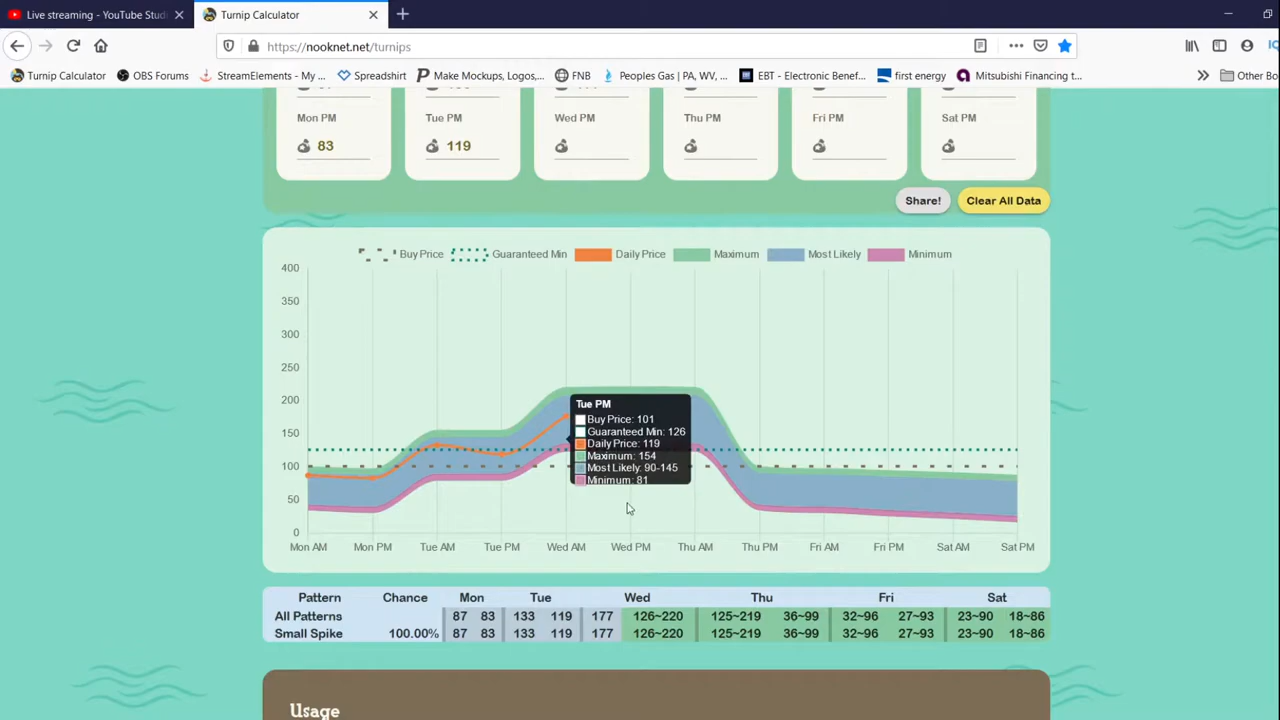 Live streaming - YouTube Stud
Turnip Calculator
https://nooknet.net/turnips
Turnip Calculator
OBS Forums
StreamElements - My ...
Spreadshirt
Make Mockups, Logos,...
FNB
Peoples Gas | PA, WV, ...
EBT - Electronic Benef...
first energy
Mitsubishi Financing t...
Other Bo
Mon PM
Tue PM
Wed PM
Thu PM
Fri PM
Sat PM
83
119
Share!
Clear All Data
Buy Price
Guaranteed Min
Daily Price
Maximum
Most Likely
Minimum
400
350
300
250
200
150
100
50
0
Tue PM
Buy Price: 101
Guaranteed Min: 126
Daily Price: 119
Maximum: 154
Most Likely: 90-145
Minimum: 81
Mon AM
Mon PM
Tue AM
Tue PM
Wed AM
Wed PM
Thu AM
Thu PM
Fri AM
Fri PM
Sat AM
Sat PM
Pattern Chance Mon Tue Wed Thu Fri Sat
All Patterns 87 83 133 119 177 126~220 125~219 36~99 32~96 27~93 23~90 18~86
Small Spike 100.00% 87 83 133 119 177 126~220 125~219 36~99 32~96 27~93 23~90 18~86
Usage